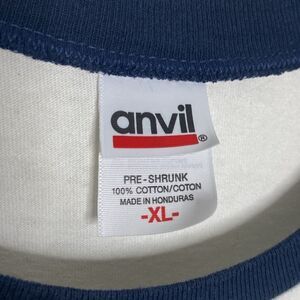 anvil®
PRE-SHRUNK
100% COTTON/COTON
MADE IN HONDURAS
-XL-